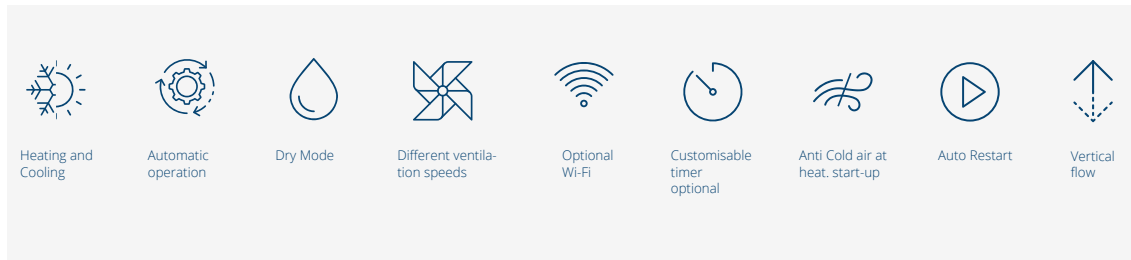 Heating and
Cooling
Automatic
operation
Dry Mode
Different ventila-
tion speeds
Optional
Wi-Fi
Customisable
timer
optional
Anti Cold air at
heat. start-up
Auto Restart
Vertical
flow